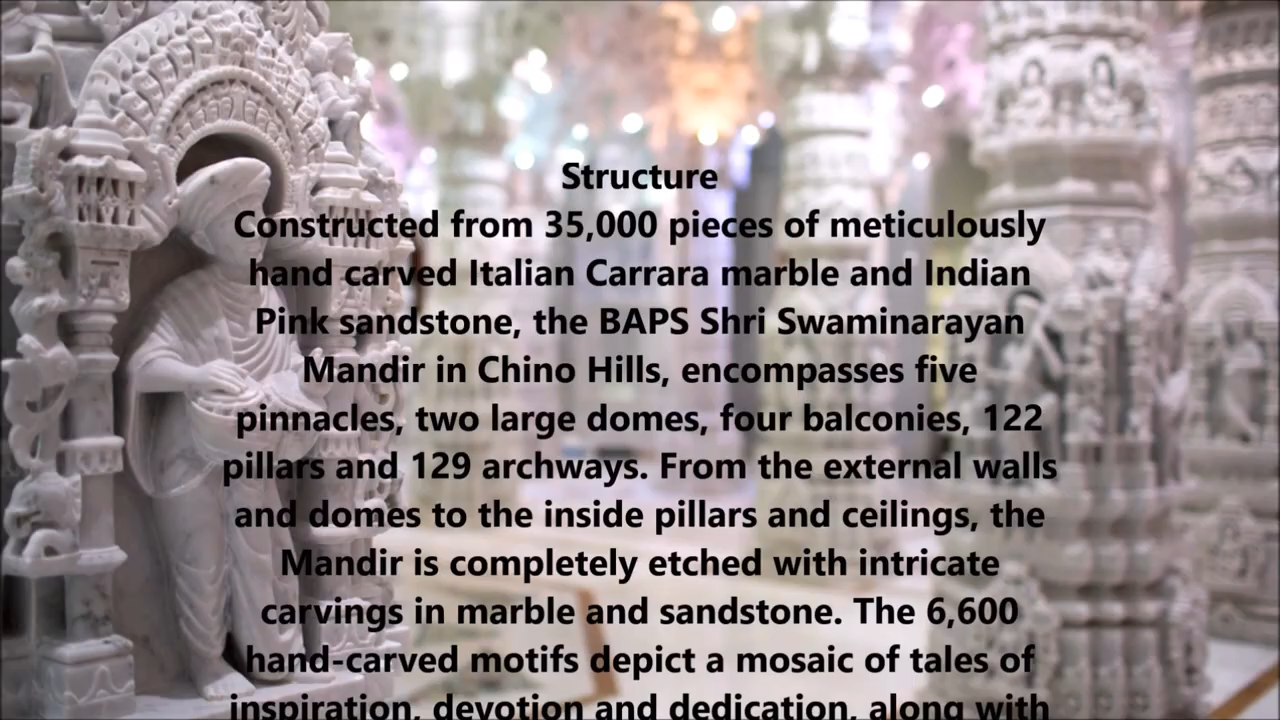 Structure
Constructed from 35,000 pieces of meticulously
hand carved Italian Carrara marble and Indian
Pink sandstone, the BAPS Shri Swaminarayan
Mandir in Chino Hills, encompasses five
pinnacles, two large domes, four balconies, 122
pillars and 129 archways. From the external walls
and domes to the inside pillars and ceilings, the
Mandir is completely etched with intricate
carvings in marble and sandstone. The 6,600
hand-carved motifs depict a mosaic of tales of
inspiration, devotion and dedication, along with